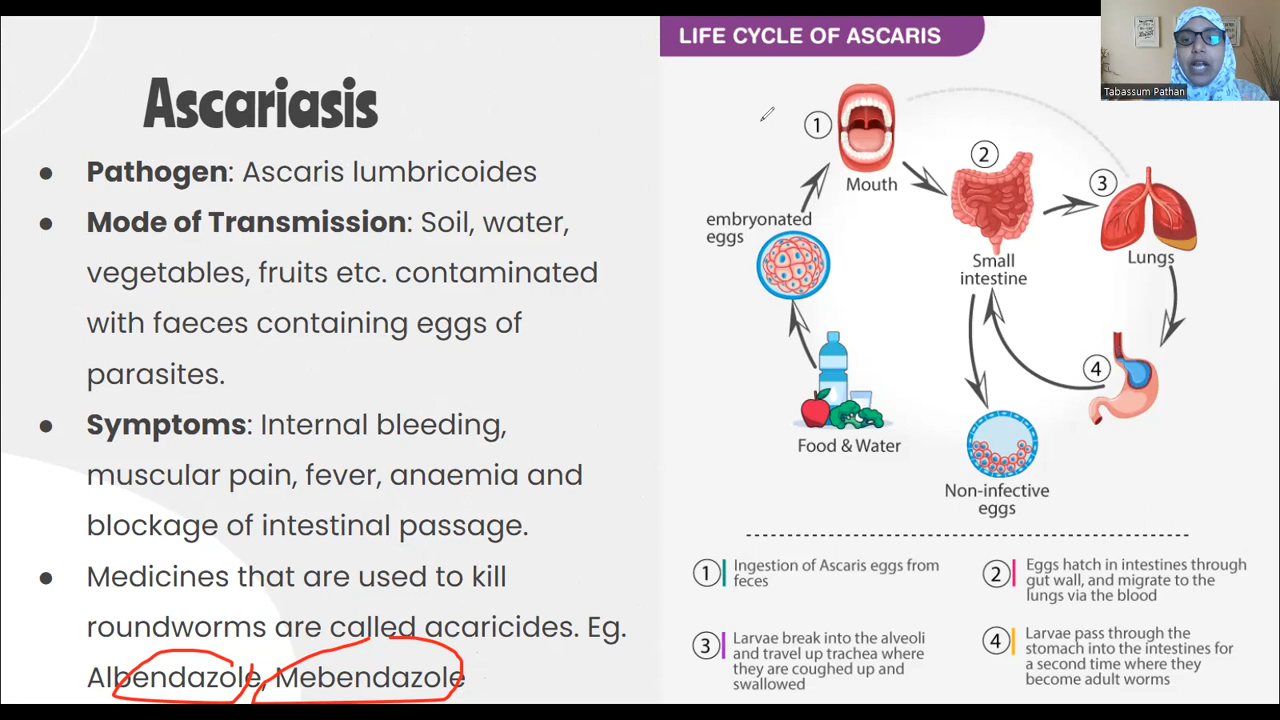 Ascariasis
● Pathogen: Ascaris lumbricoides
● Mode of Transmission: Soil, water,
vegetables, fruits etc. contaminated
with faeces containing eggs of
parasites.
● Symptoms: Internal bleeding,
muscular pain, fever, anaemia and
blockage of intestinal passage.
● Medicines that are used to kill
roundworms are called acaricides. Eg.
Albendazole, Mebendazole
LIFE CYCLE OF ASCARIS
Tabassum Pathan
1
Mouth
2
Small
intestine
3
Lungs
4
embryonated
eggs
Food & Water
Non-infective
eggs
1 Ingestion of Ascaris eggs from
feces
2 Eggs hatch in intestines through
gut wall, and migrate to the
lungs via the blood
3 Larvae break into the alveoli
and travel up trachea where
they are coughed up and
swallowed
4 Larvae pass through the
stomach into the intestines for
a second time where they
become adult worms